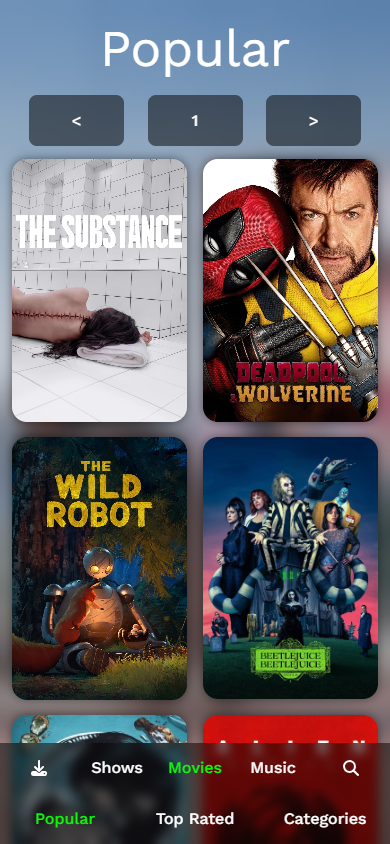 Popular
< 1 >
THE SUBSTANCE
DEADPOOL
& WOLVERINE
THE
WILD
ROBOT
BEETLEJUICE
BEETLEJUICE
Shows Movies Music
Popular Top Rated Categories